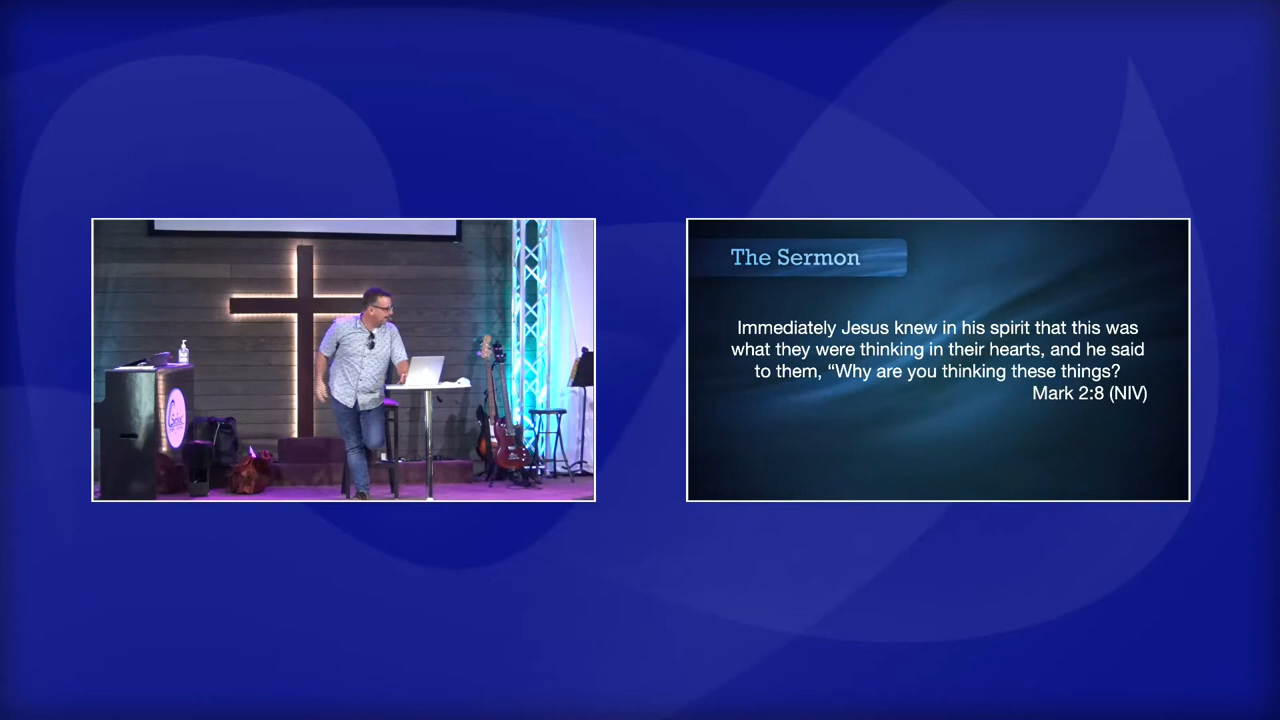 The Sermon
Immediately Jesus knew in his spirit that this was
what they were thinking in their hearts, and he said
to them, “Why are you thinking these things?
Mark 2:8 (NIV)